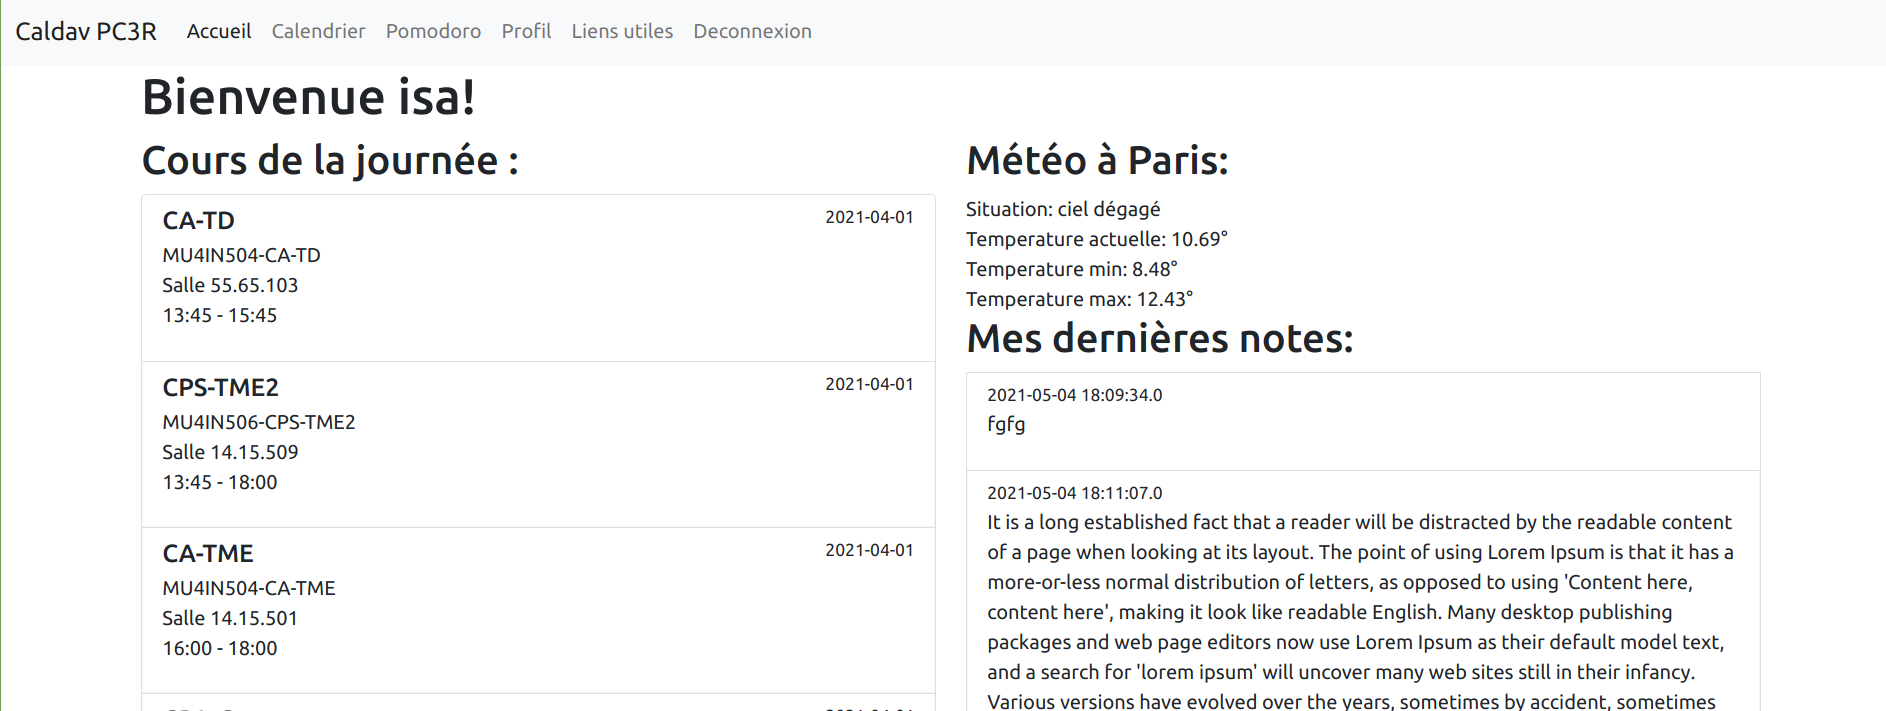 Caldav PC3R Accueil Calendrier Pomodoro Profil Liens utiles Deconnexion
Bienvenue isa!
Cours de la journée :
CA-TD 2021-04-01
MU4IN504-CA-TD
Salle 55.65.103
13:45 - 15:45
CPS-TME2 2021-04-01
MU4IN506-CPS-TME2
Salle 14.15.509
13:45 - 18:00
CA-TME 2021-04-01
MU4IN504-CA-TME
Salle 14.15.501
16:00 - 18:00
Météo à Paris:
Situation: ciel dégagé
Temperature actuelle: 10.69°
Temperature min: 8.48°
Temperature max: 12.43°
Mes dernières notes:
2021-05-04 18:09:34.0
fgfg
2021-05-04 18:11:07.0
It is a long established fact that a reader will be distracted by the readable content
of a page when looking at its layout. The point of using Lorem Ipsum is that it has a
more-or-less normal distribution of letters, as opposed to using 'Content here,
content here', making it look like readable English. Many desktop publishing
packages and web page editors now use Lorem Ipsum as their default model text,
and a search for 'lorem ipsum' will uncover many web sites still in their infancy.
Various versions have evolved over the years, sometimes by accident, sometimes